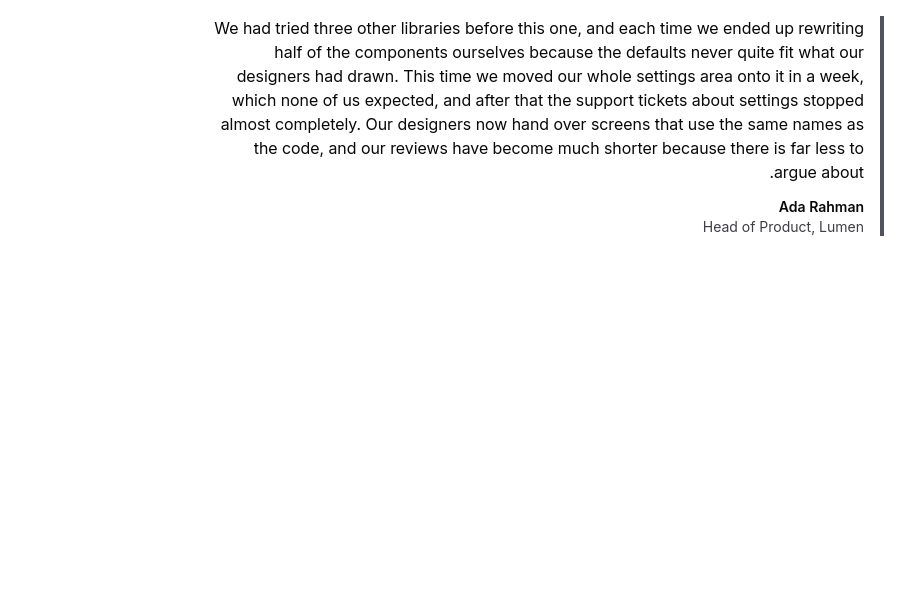 We had tried three other libraries before this one, and each time we ended up rewriting
half of the components ourselves because the defaults never quite fit what our
designers had drawn. This time we moved our whole settings area onto it in a week,
which none of us expected, and after that the support tickets about settings stopped
almost completely. Our designers now hand over screens that use the same names as
the code, and our reviews have become much shorter because there is far less to
.argue about
Ada Rahman
Head of Product, Lumen